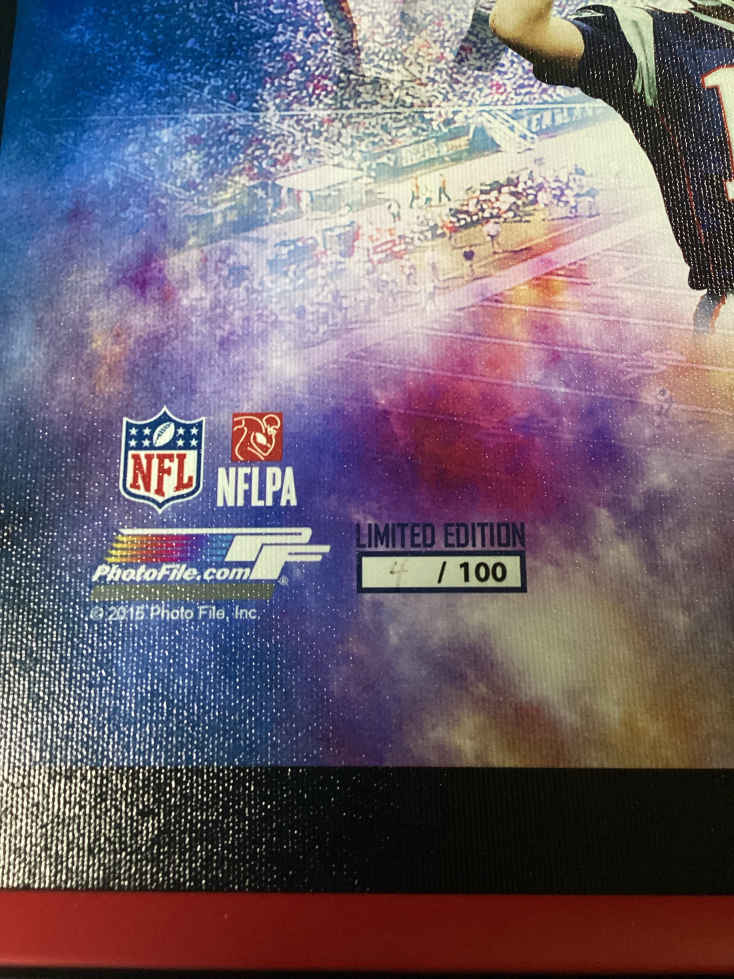 NFL
NFLPA
PhotoFile.com
© 2015 Photo File, Inc.
LIMITED EDITION
4 / 100